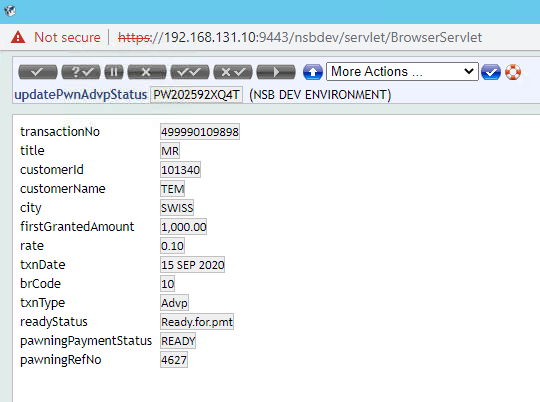 Not secure https://192.168.131.10:9443/nsbdev/servlet/BrowserServlet
More Actions ...
updatePwnAdvpStatus PW202592XQ4T (NSB DEV ENVIRONMENT)
transactionNo 499990109898
title MR
customerId 101340
customerName TEM
city SWISS
firstGrantedAmount 1,000.00
rate 0.10
txnDate 15 SEP 2020
brCode 10
txnType Advp
readyStatus Ready.for.pmt
pawningPaymentStatus READY
pawningRefNo 4627